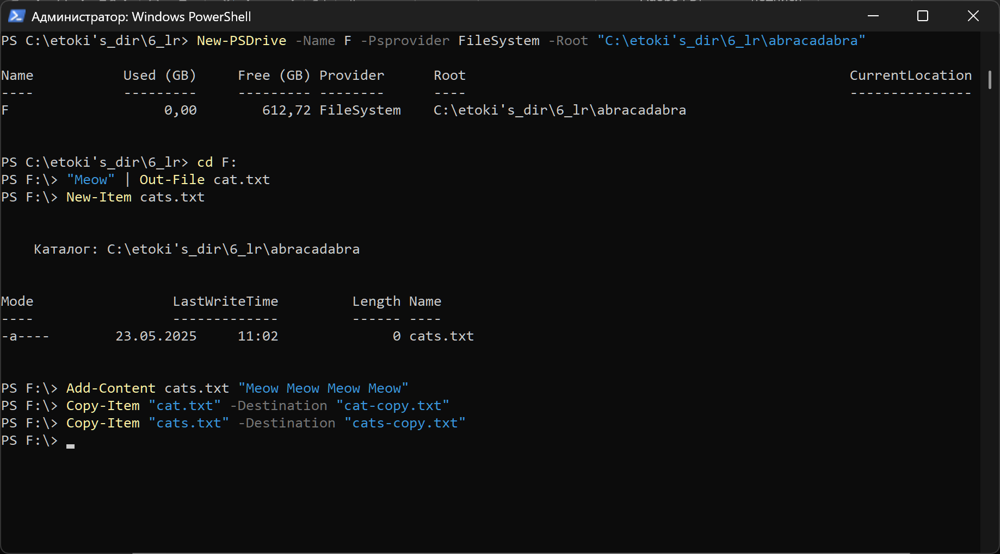 Администратор: Windows PowerShell
PS C:\etoki's_dir\6_lr> New-PSDrive -Name F -Psprovider FileSystem -Root "C:\etoki's_dir\6_lr\abracadabra"
Name           Used (GB)     Free (GB) Provider      Root                                               CurrentLocation
----           ---------     --------- --------      ----                                               ---------------
F                   0,00        612,72 FileSystem    C:\etoki's_dir\6_lr\abracadabra
PS C:\etoki's_dir\6_lr> cd F:
PS F:\> "Meow" | Out-File cat.txt
PS F:\> New-Item cats.txt
    Каталог: C:\etoki's_dir\6_lr\abracadabra
Mode                 LastWriteTime         Length Name
----                 -------------         ------ ----
-a----        23.05.2025     11:02              0 cats.txt
PS F:\> Add-Content cats.txt "Meow Meow Meow Meow"
PS F:\> Copy-Item "cat.txt" -Destination "cat-copy.txt"
PS F:\> Copy-Item "cats.txt" -Destination "cats-copy.txt"
PS F:\>